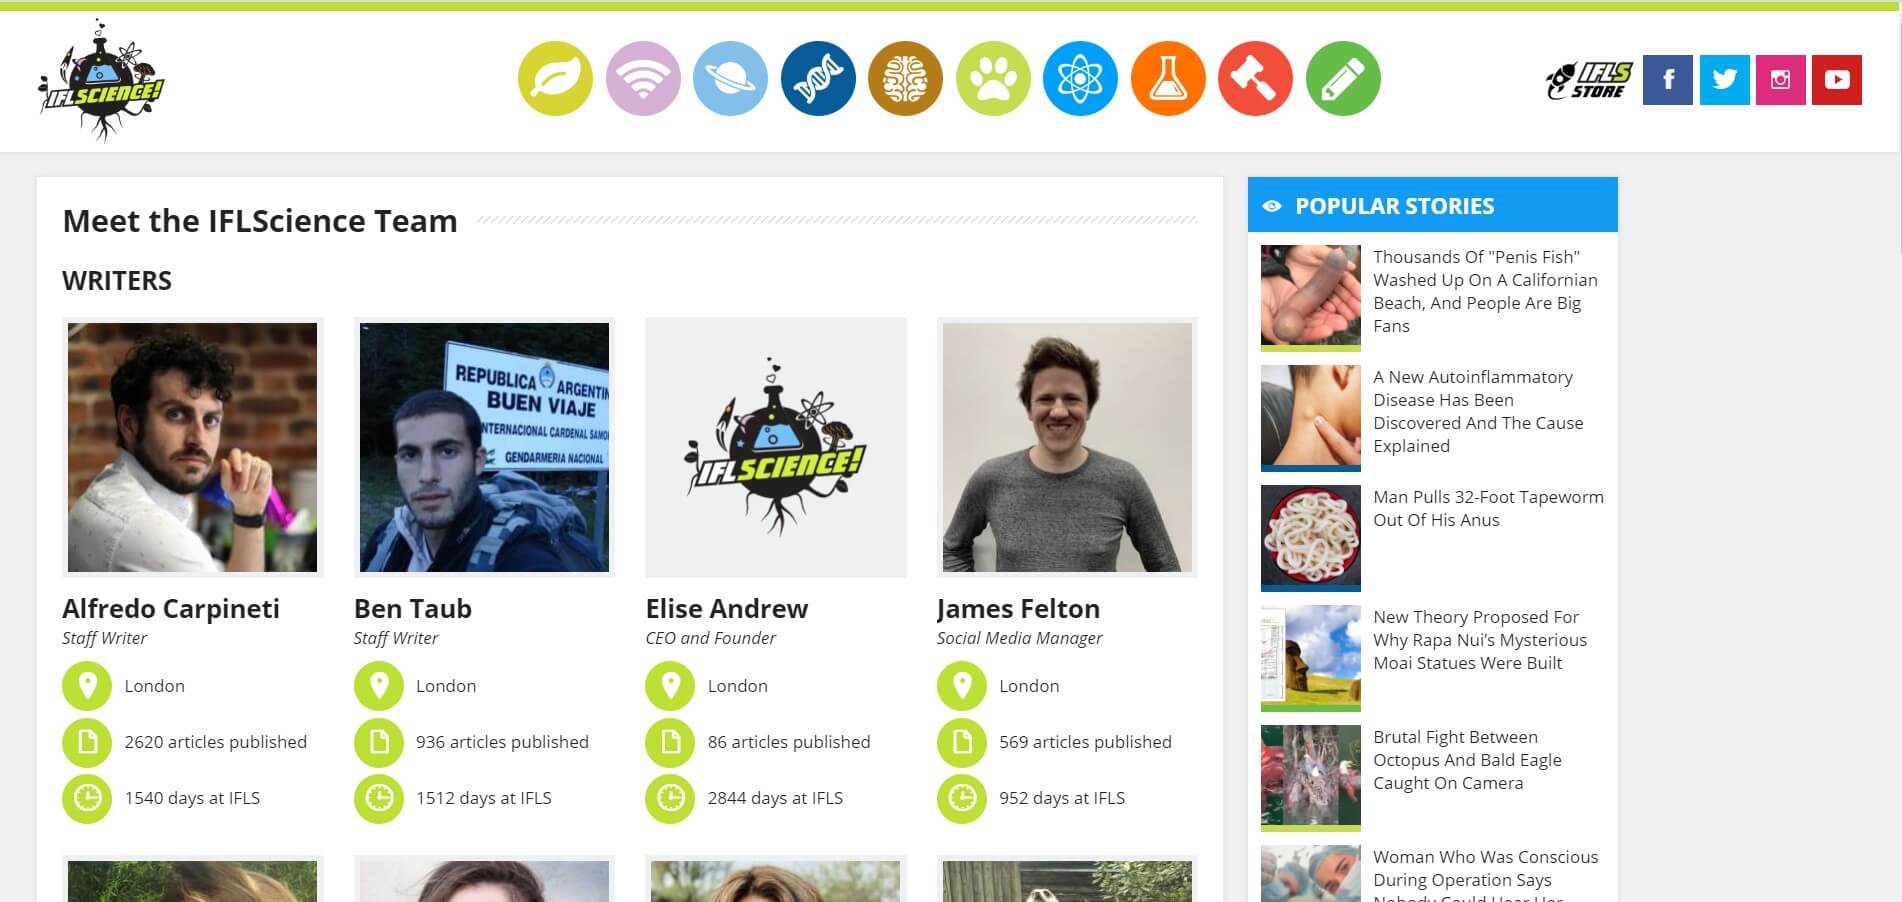 IFLSCIENCE!
IFLS
STORE
Meet the IFLScience Team
WRITERS
REPUBLICA ARGENTIN
BUEN VIAJE
INTERNACIONAL CARDENAL SAMO
GENDARMERIA NACIONAL
IFLSCIENCE!
Alfredo Carpineti
Staff Writer
London
2620 articles published
1540 days at IFLS
Ben Taub
Staff Writer
London
936 articles published
1512 days at IFLS
Elise Andrew
CEO and Founder
London
86 articles published
2844 days at IFLS
James Felton
Social Media Manager
London
569 articles published
952 days at IFLS
POPULAR STORIES
Thousands Of "Penis Fish"
Washed Up On A Californian
Beach, And People Are Big
Fans
A New Autoinflammatory
Disease Has Been
Discovered And The Cause
Explained
Man Pulls 32-Foot Tapeworm
Out Of His Anus
New Theory Proposed For
Why Rapa Nui’s Mysterious
Moai Statues Were Built
Brutal Fight Between
Octopus And Bald Eagle
Caught On Camera
Woman Who Was Conscious
During Operation Says
Nobody Could Hear Her